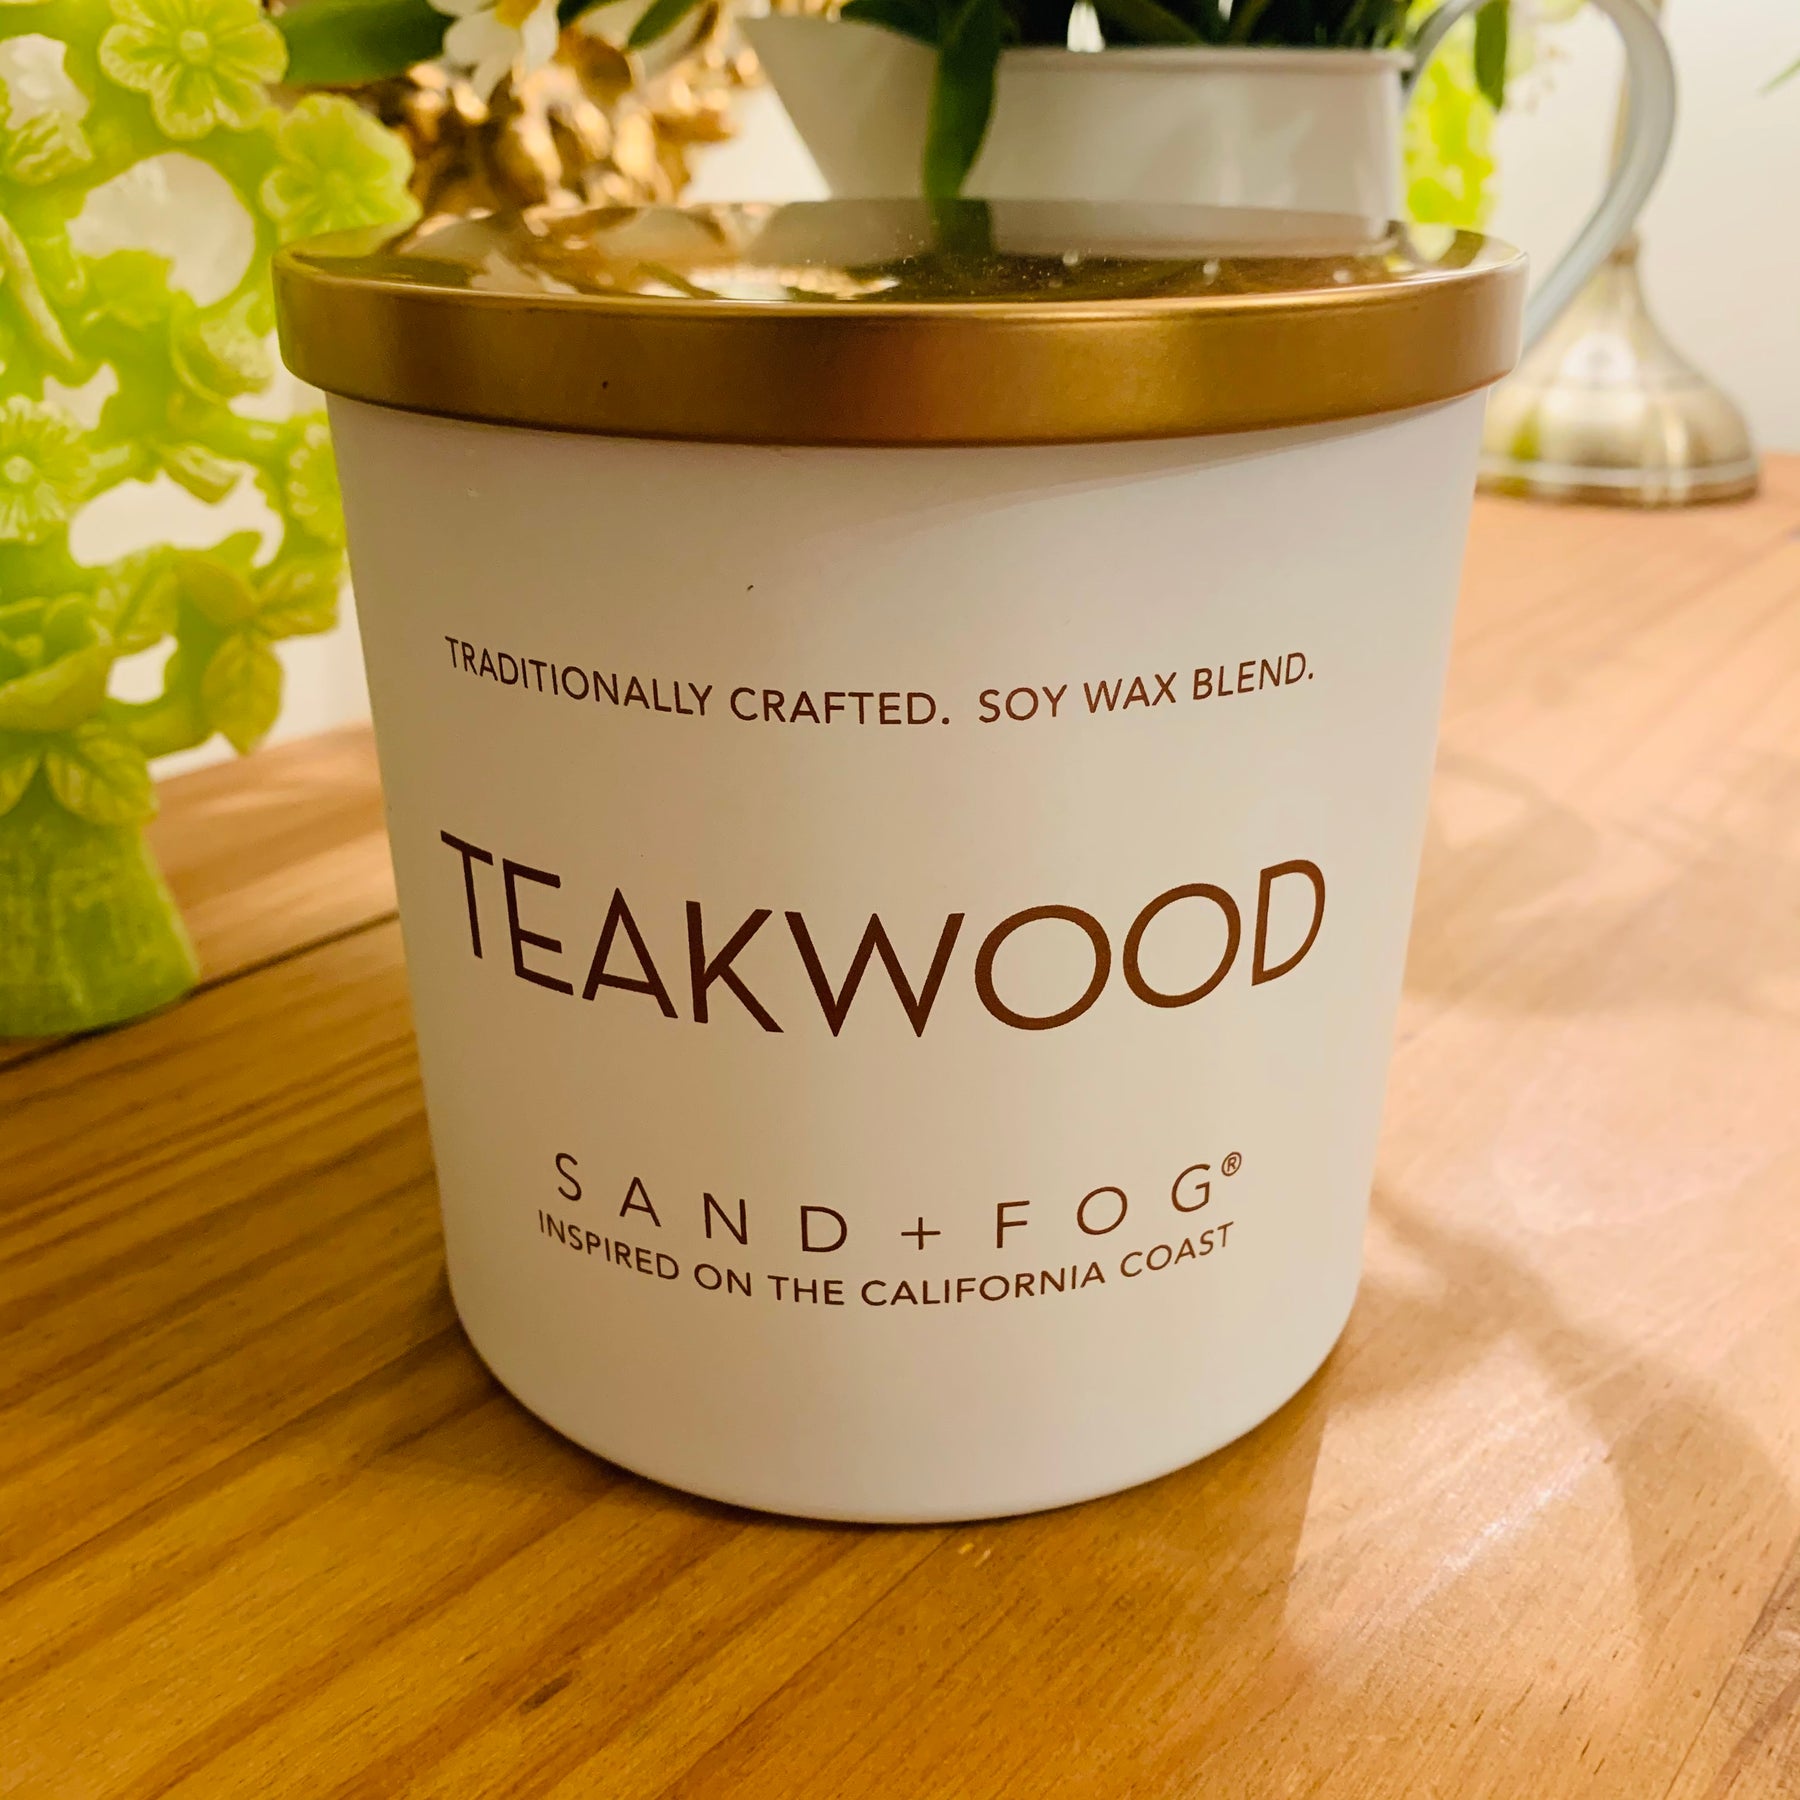 TRADITIONALLY CRAFTED. SOY WAX BLEND.
TEAKWOOD
SAND + FOG®
INSPIRED ON THE CALIFORNIA COAST